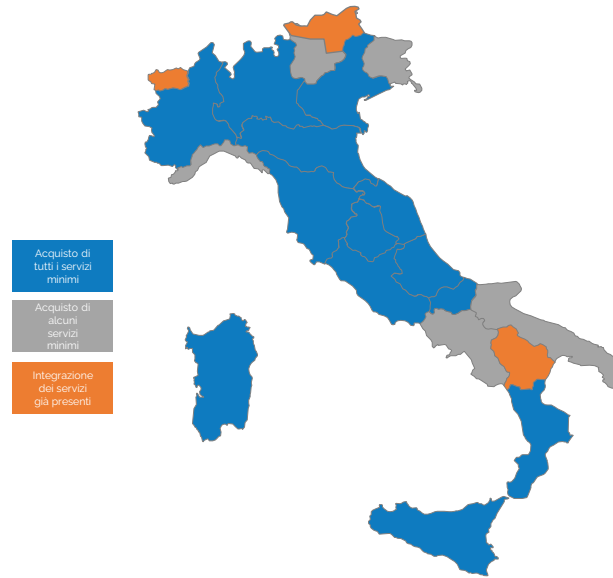 Acquisto di
tutti i servizi
minimi
Acquisto di
alcuni
servizi
minimi
Integrazione
dei servizi
già presenti